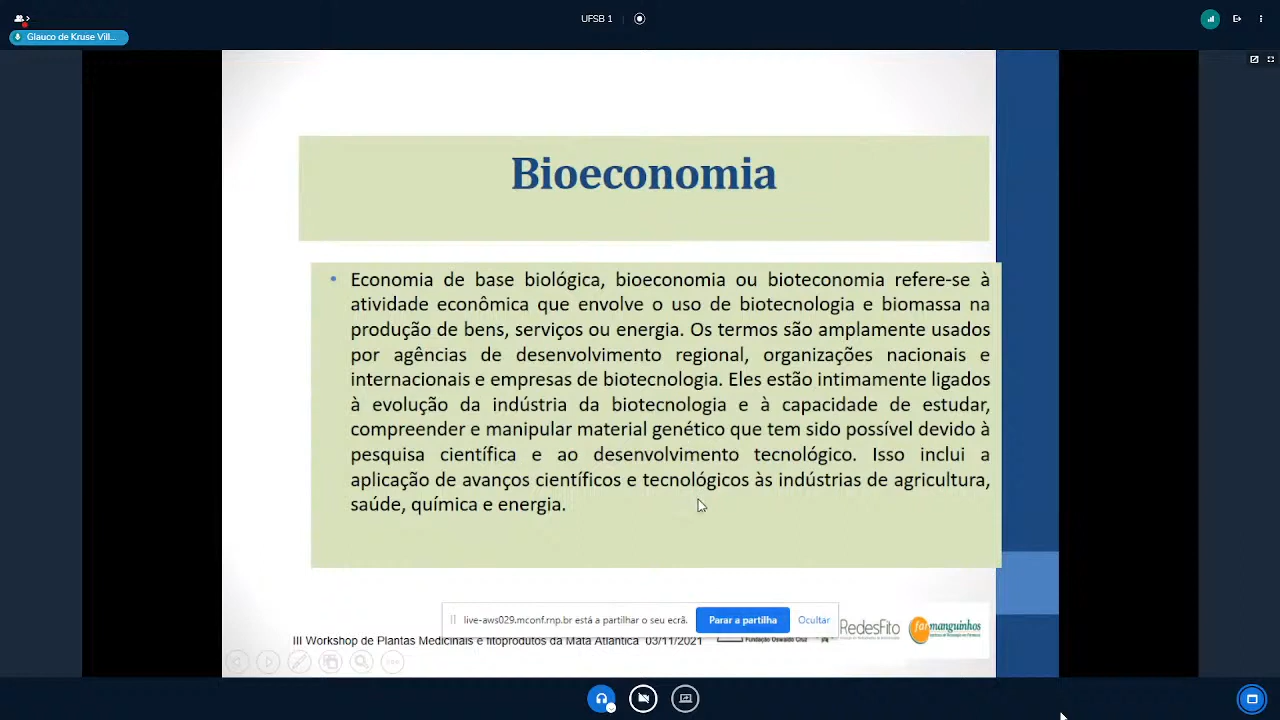 UFSB 1
Glauco de Kruse Vill...
Bioeconomia
• Economia de base biológica, bioeconomia ou bioteconomia refere-se à
atividade econômica que envolve o uso de biotecnologia e biomassa na
produção de bens, serviços ou energia. Os termos são amplamente usados
por agências de desenvolvimento regional, organizações nacionais e
internacionais e empresas de biotecnologia. Eles estão intimamente ligados
à evolução da indústria da biotecnologia e à capacidade de estudar,
compreender e manipular material genético que tem sido possível devido à
pesquisa científica e ao desenvolvimento tecnológico. Isso inclui a
aplicação de avanços científicos e tecnológicos às indústrias de agricultura,
saúde, química e energia.
live-aws029.mconf.rnp.br está a partilhar o seu ecrã.
Parar a partilha
Ocultar
III Workshop de Plantas Medicinais e fitoprodutos da Mata Atlântica 03/11/2021
Fundação Oswaldo Cruz
RedesFito
farmanguinhos